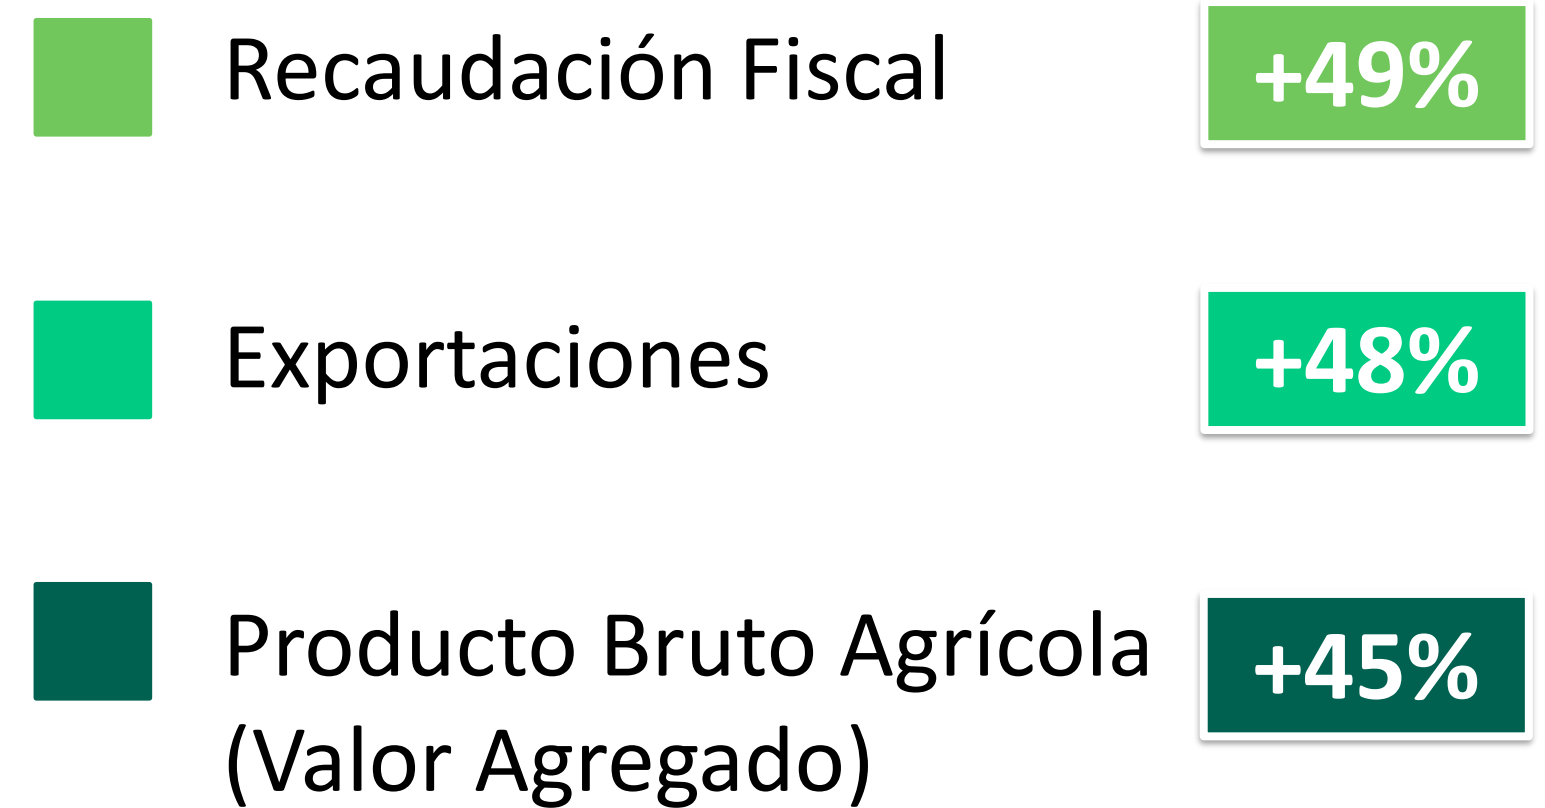 Recaudación Fiscal +49%
Exportaciones +48%
Producto Bruto Agrícola +45%
(Valor Agregado)